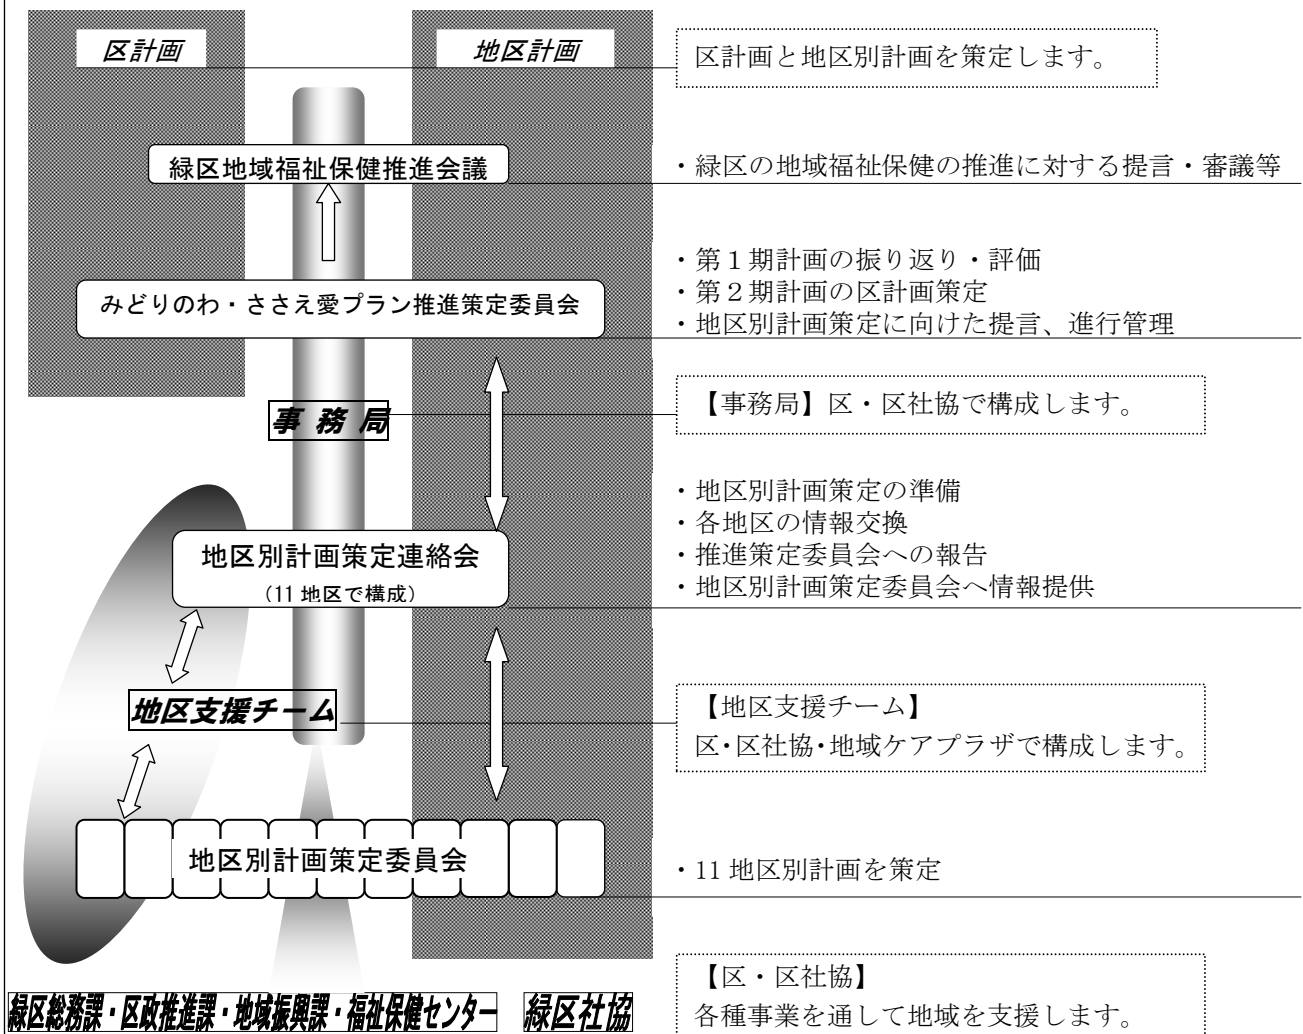 区計画
地区計画
区計画と地区別計画を策定します。
緑区地域福祉保健推進会議
・緑区の地域福祉保健の推進に対する提言・審議等
みどりのわ・ささえ愛プラン推進策定委員会
・第１期計画の振り返り・評価
・第２期計画の区計画策定
・地区別計画策定に向けた提言、進行管理
事 務 局
【事務局】区・区社協で構成します。
地区別計画策定連絡会
(11 地区で構成)
・地区別計画策定の準備
・各地区の情報交換
・推進策定委員会への報告
・地区別計画策定委員会へ情報提供
地区支援チーム
【地区支援チーム】
区・区社協・地域ケアプラザで構成します。
地区別計画策定委員会
・11 地区別計画を策定
緑区総務課・区政推進課・地域振興課・福祉保健センター
緑区社協
【区・区社協】
各種事業を通して地域を支援します。